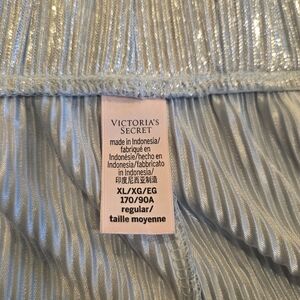 VICTORIA'S
SECRET
made in Indonesia/
fabriqué en
Indonésie/hecho en
Indonesia/fabbricato
in Indonesia/
印度尼西亚制造
XL/XG/EG
170/90A
regular/
taille moyenne